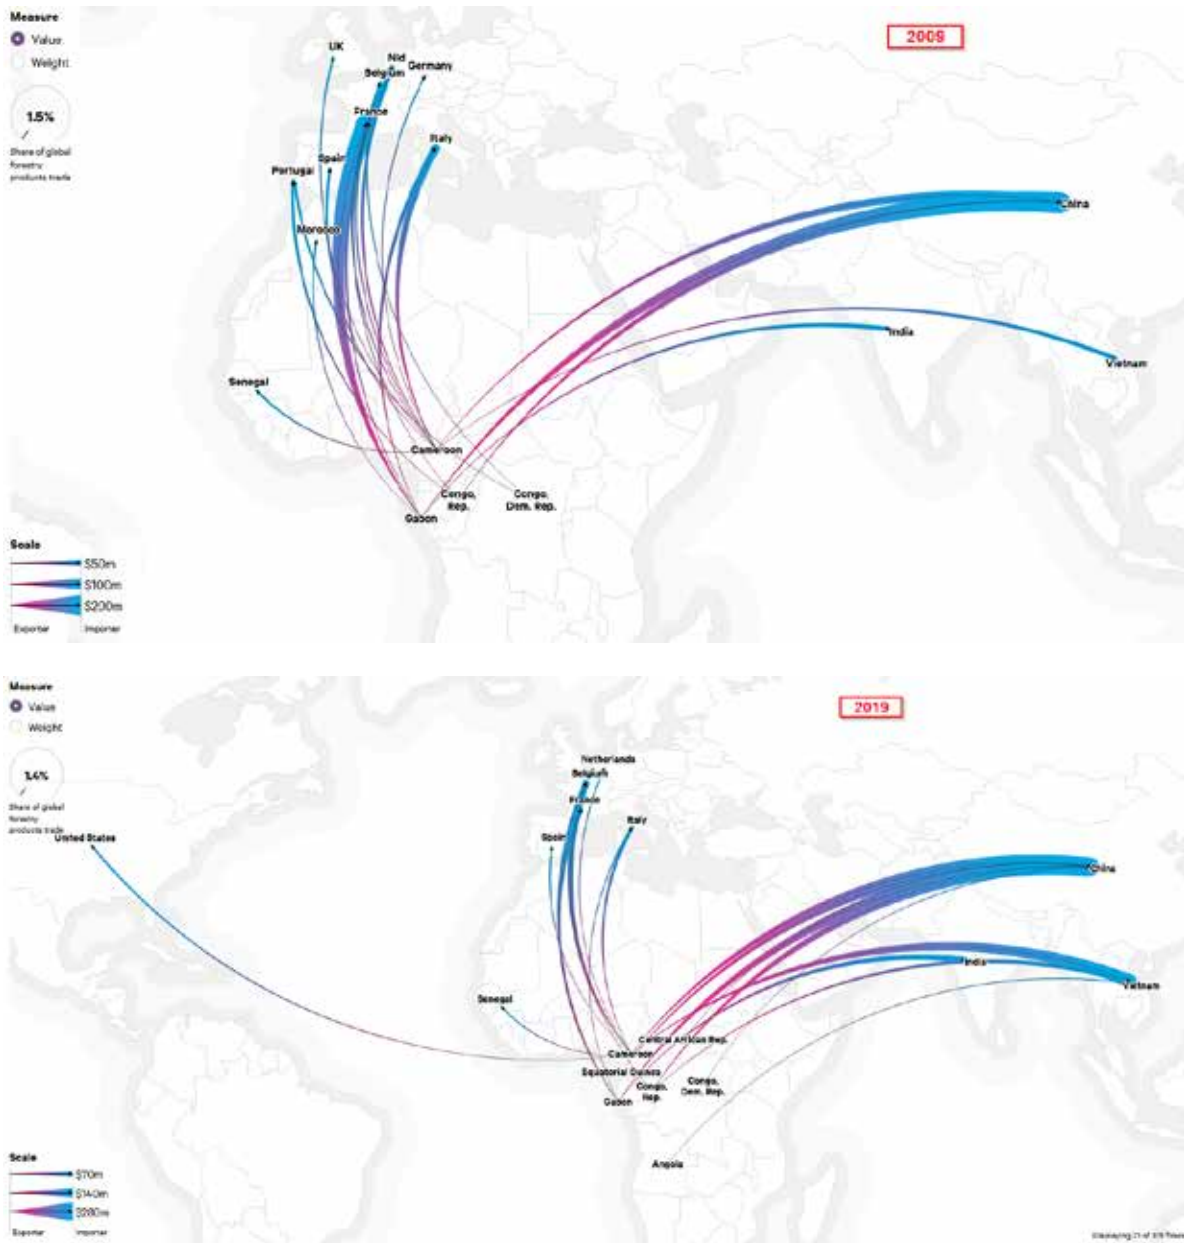 Measure
Value
Weight
1.5%
Share of global
forestry
products trade
2009
UK
Nld
Belgium
Germany
France
Italy
Spain
Portugal
Morocco
China
India
Vietnam
Senegal
Cameroon
Congo,
Rep.
Congo,
Dem. Rep.
Gabon
Scale
$50m
$100m
$200m
Exporter
Importer
Measure
Value
Weight
1.4%
Share of global
forestry
products trade
United States
2019
Netherlands
Belgium
France
Italy
Spain
China
India
Vietnam
Senegal
Central African Rep.
Cameroon
Equatorial Guinea
Congo,
Rep.
Congo,
Dem. Rep.
Gabon
Angola
Scale
$70m
$140m
$280m
Exporter
Importer